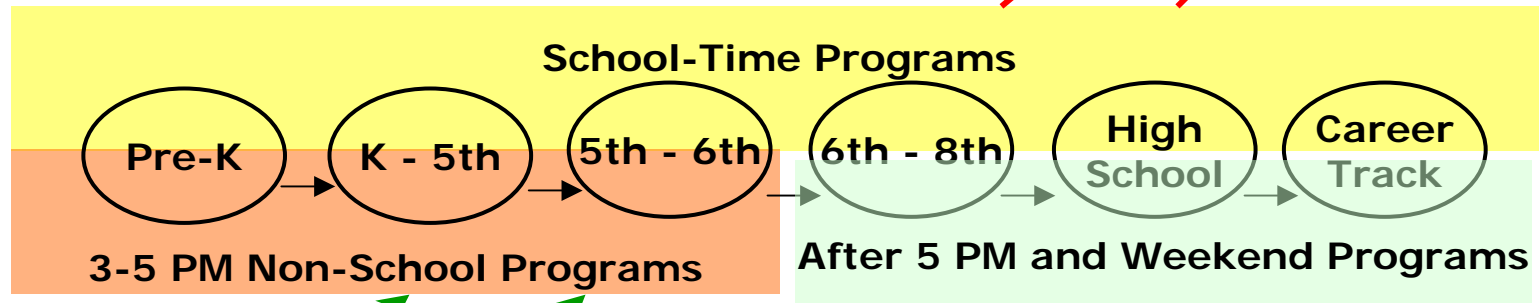 School-Time Programs
Pre-K
K - 5th
5th - 6th
6th - 8th
High
School
Career
Track
3-5 PM Non-School Programs
After 5 PM and Weekend Programs